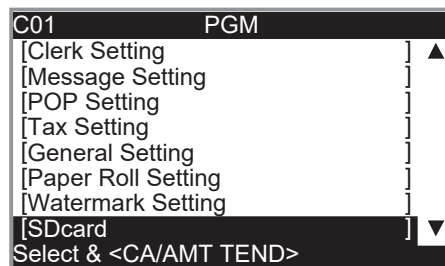 C01 PGM
[Clerk Setting ] ▲
[Message Setting ]
[POP Setting ]
[Tax Setting ]
[General Setting ]
[Paper Roll Setting ]
[Watermark Setting ]
[SDcard ] ▼
Select & <CA/AMT TEND>